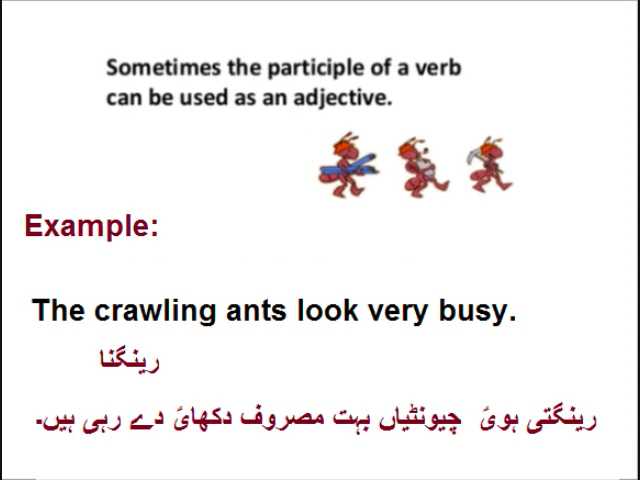 Sometimes the participle of a verb
can be used as an adjective.
Example:
The crawling ants look very busy.
رینگنا
رینگتی ہوئ چیونٹیاں بہت مصروف دکھائ دے رہی ہیں۔